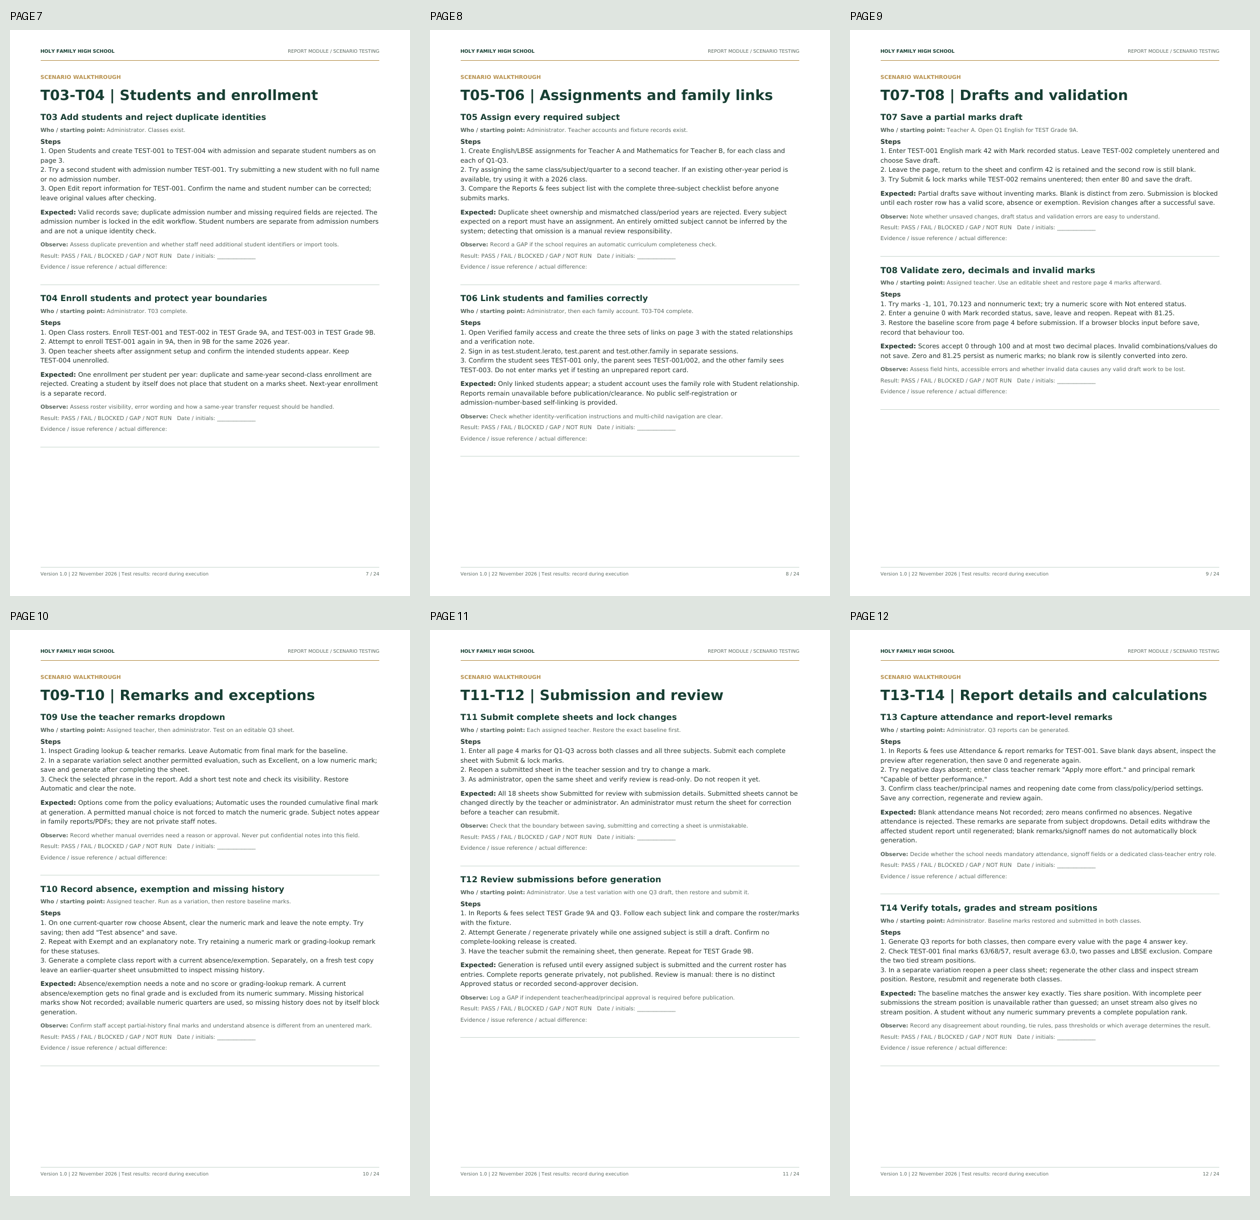 PAGE 7
HOLY FAMILY HIGH SCHOOL
REPORT MODULE / SCENARIO TESTING
SCENARIO WALKTHROUGH
T03-T04 | Students and enrollment
T03 Add students and reject duplicate identities
Who / starting point: Administrator. Classes exist.
Steps
1. Open Students and create TEST-001 to TEST-004 with admission and separate student numbers as on
page 3.
2. Try a second student with admission number TEST-001. Try submitting a new student with no full name
or no admission number.
3. Open Edit report information for TEST-001. Confirm the name and student number can be corrected;
leave original values after checking.
Expected: Valid records save; duplicate admission number and missing required fields are rejected. The
admission number is locked in the edit workflow. Student numbers are separate from admission numbers
and are not a unique identity check.
Observe: Assess duplicate prevention and whether staff need additional student identifiers or import tools.
Result: PASS / FAIL / BLOCKED / GAP / NOT RUN Date / initials: ______________
Evidence / issue reference / actual difference:
T04 Enroll students and protect year boundaries
Who / starting point: Administrator. T03 complete.
Steps
1. Open Class rosters. Enroll TEST-001 and TEST-002 in TEST Grade 9A, and TEST-003 in TEST Grade 9B.
2. Attempt to enroll TEST-001 again in 9A, then in 9B for the same 2026 year.
3. Open teacher sheets after assignment setup and confirm the intended students appear. Keep
TEST-004 unenrolled.
Expected: One enrollment per student per year: duplicate and same-year second-class enrollment are
rejected. Creating a student by itself does not place that student on a marks sheet. Next-year enrollment
is a separate record.
Observe: Assess roster visibility, error wording and how a same-year transfer request should be handled.
Result: PASS / FAIL / BLOCKED / GAP / NOT RUN Date / initials: ______________
Evidence / issue reference / actual difference:
Version 1.0 | 22 November 2026 | Test results: record during execution
7 / 24
PAGE 8
HOLY FAMILY HIGH SCHOOL
REPORT MODULE / SCENARIO TESTING
SCENARIO WALKTHROUGH
T05-T06 | Assignments and family links
T05 Assign every required subject
Who / starting point: Administrator. Teacher accounts and fixture records exist.
Steps
1. Create English/LBSE assignments for Teacher A and Mathematics for Teacher B, for each class and
each of Q1-Q3.
2. Try assigning the same class/subject/quarter to a second teacher. If an existing other-year period is
available, try using it with a 2026 class.
3. Compare the Reports & fees subject list with the complete three-subject checklist before anyone
submits marks.
Expected: Duplicate sheet ownership and mismatched class/period years are rejected. Every subject
expected on a report must have an assignment. An entirely omitted subject cannot be inferred by the
system; detecting that omission is a manual review responsibility.
Observe: Record a GAP if the school requires an automatic curriculum completeness check.
Result: PASS / FAIL / BLOCKED / GAP / NOT RUN Date / initials: ______________
Evidence / issue reference / actual difference:
T06 Link students and families correctly
Who / starting point: Administrator, then each family account. T03-T04 complete.
Steps
1. Open Verified family access and create the three sets of links on page 3 with the stated relationships
and a verification note.
2. Sign in as test.student.lerato, test.parent and test.other.family in separate sessions.
3. Confirm the student sees TEST-001 only, the parent sees TEST-001/002, and the other family sees
TEST-003. Do not enter marks yet if testing an unprepared report card.
Expected: Only linked students appear; a student account uses the family role with Student relationship.
Reports remain unavailable before publication/clearance. No public self-registration or
admission-number-based self-linking is provided.
Observe: Check whether identity-verification instructions and multi-child navigation are clear.
Result: PASS / FAIL / BLOCKED / GAP / NOT RUN Date / initials: ______________
Evidence / issue reference / actual difference:
Version 1.0 | 22 November 2026 | Test results: record during execution
8 / 24
PAGE 9
HOLY FAMILY HIGH SCHOOL
REPORT MODULE / SCENARIO TESTING
SCENARIO WALKTHROUGH
T07-T08 | Drafts and validation
T07 Save a partial marks draft
Who / starting point: Teacher A. Open Q1 English for TEST Grade 9A.
Steps
1. Enter TEST-001 English mark 42 with Mark recorded status. Leave TEST-002 completely unentered and
choose Save draft.
2. Leave the page, return to the sheet and confirm 42 is retained and the second row is still blank.
3. Try Submit & lock marks while TEST-002 remains unentered; then enter 80 and save the draft.
Expected: Partial drafts save without inventing marks. Blank is distinct from zero. Submission is blocked
until each roster row has a valid score, absence or exemption. Revision changes after a successful save.
Observe: Note whether unsaved changes, draft status and validation errors are easy to understand.
Result: PASS / FAIL / BLOCKED / GAP / NOT RUN Date / initials: ______________
Evidence / issue reference / actual difference:
T08 Validate zero, decimals and invalid marks
Who / starting point: Assigned teacher. Use an editable sheet and restore page 4 marks afterward.
Steps
1. Try marks -1, 101, 70.123 and nonnumeric text; try a numeric score with Not entered status.
2. Enter a genuine 0 with Mark recorded status, save, leave and reopen. Repeat with 81.25.
3. Restore the baseline score from page 4 before submission. If a browser blocks input before save,
record that behaviour too.
Expected: Scores accept 0 through 100 and at most two decimal places. Invalid combinations/values do
not save. Zero and 81.25 persist as numeric marks; no blank row is silently converted into zero.
Observe: Assess field hints, accessible errors and whether invalid data causes any valid draft work to be lost.
Result: PASS / FAIL / BLOCKED / GAP / NOT RUN Date / initials: ______________
Evidence / issue reference / actual difference:
Version 1.0 | 22 November 2026 | Test results: record during execution
9 / 24
PAGE 10
HOLY FAMILY HIGH SCHOOL
REPORT MODULE / SCENARIO TESTING
SCENARIO WALKTHROUGH
T09-T10 | Remarks and exceptions
T09 Use the teacher remarks dropdown
Who / starting point: Assigned teacher, then administrator. Test on an editable Q3 sheet.
Steps
1. Inspect Grading lookup & teacher remarks. Leave Automatic from final mark for the baseline.
2. In a separate variation select another permitted evaluation, such as Excellent, on a low numeric mark;
save and generate after completing the sheet.
3. Check the selected phrase in the report. Add a short test note and check its visibility. Restore
Automatic and clear the note.
Expected: Options come from the policy evaluations; Automatic uses the rounded cumulative final mark
at generation. A permitted manual choice is not forced to match the numeric grade. Subject notes appear
in family reports/PDFs; they are not private staff notes.
Observe: Record whether manual overrides need a reason or approval. Never put confidential notes into this field.
Result: PASS / FAIL / BLOCKED / GAP / NOT RUN Date / initials: ______________
Evidence / issue reference / actual difference:
T10 Record absence, exemption and missing history
Who / starting point: Assigned teacher. Run as a variation, then restore baseline marks.
Steps
1. On one current-quarter row choose Absent, clear the numeric mark and leave the note empty. Try
saving; then add "Test absence" and save.
2. Repeat with Exempt and an explanatory note. Try retaining a numeric mark or grading-lookup remark
for these statuses.
3. Generate a complete class report with a current absence/exemption. Separately, on a fresh test copy
leave an earlier-quarter sheet unsubmitted to inspect missing history.
Expected: Absence/exemption needs a note and no score or grading-lookup remark. A current
absence/exemption gets no final grade and is excluded from its numeric summary. Missing historical
marks show Not recorded; available numeric quarters are used, so missing history does not by itself block
generation.
Observe: Confirm staff accept partial-history final marks and understand absence is different from an unentered mark.
Result: PASS / FAIL / BLOCKED / GAP / NOT RUN Date / initials: ______________
Evidence / issue reference / actual difference:
Version 1.0 | 22 November 2026 | Test results: record during execution
10 / 24
PAGE 11
HOLY FAMILY HIGH SCHOOL
REPORT MODULE / SCENARIO TESTING
SCENARIO WALKTHROUGH
T11-T12 | Submission and review
T11 Submit complete sheets and lock changes
Who / starting point: Each assigned teacher. Restore the exact baseline first.
Steps
1. Enter all page 4 marks for Q1-Q3 across both classes and all three subjects. Submit each complete
sheet with Submit & lock marks.
2. Reopen a submitted sheet in the teacher session and try to change a mark.
3. As administrator, open the same sheet and verify review is read-only. Do not reopen it yet.
Expected: All 18 sheets show Submitted for review with submission details. Submitted sheets cannot be
changed directly by the teacher or administrator. An administrator must return the sheet for correction
before a teacher can resubmit.
Observe: Check that the boundary between saving, submitting and correcting a sheet is unmistakable.
Result: PASS / FAIL / BLOCKED / GAP / NOT RUN Date / initials: ______________
Evidence / issue reference / actual difference:
T12 Review submissions before generation
Who / starting point: Administrator. Use a test variation with one Q3 draft, then restore and submit it.
Steps
1. In Reports & fees select TEST Grade 9A and Q3. Follow each subject link and compare the roster/marks
with the fixture.
2. Attempt Generate / regenerate privately while one assigned subject is still a draft. Confirm no
complete-looking release is created.
3. Have the teacher submit the remaining sheet, then generate. Repeat for TEST Grade 9B.
Expected: Generation is refused until every assigned subject is submitted and the current roster has
entries. Complete reports generate privately, not published. Review is manual: there is no distinct
Approved status or recorded second-approver decision.
Observe: Log a GAP if independent teacher/head/principal approval is required before publication.
Result: PASS / FAIL / BLOCKED / GAP / NOT RUN Date / initials: ______________
Evidence / issue reference / actual difference:
Version 1.0 | 22 November 2026 | Test results: record during execution
11 / 24
PAGE 12
HOLY FAMILY HIGH SCHOOL
REPORT MODULE / SCENARIO TESTING
SCENARIO WALKTHROUGH
T13-T14 | Report details and calculations
T13 Capture attendance and report-level remarks
Who / starting point: Administrator. Q3 reports can be generated.
Steps
1. In Reports & fees use Attendance & report remarks for TEST-001. Save blank days absent, inspect the
preview after regeneration, then save 0 and regenerate again.
2. Try negative days absent; enter class teacher remark "Apply more effort." and principal remark
"Capable of better performance."
3. Confirm class teacher/principal names and reopening date come from class/policy/period settings.
Save any correction, regenerate and review again.
Expected: Blank attendance means Not recorded; zero means confirmed no absences. Negative
attendance is rejected. These remarks are separate from subject dropdowns. Detail edits withdraw the
affected student report until regenerated; blank remarks/signoff names do not automatically block
generation.
Observe: Decide whether the school needs mandatory attendance, signoff fields or a dedicated class-teacher entry role.
Result: PASS / FAIL / BLOCKED / GAP / NOT RUN Date / initials: ______________
Evidence / issue reference / actual difference:
T14 Verify totals, grades and stream positions
Who / starting point: Administrator. Baseline marks restored and submitted in both classes.
Steps
1. Generate Q3 reports for both classes, then compare every value with the page 4 answer key.
2. Check TEST-001 final marks 63/68/57, result average 63.0, two passes and LBSE exclusion. Compare
the two tied stream positions.
3. In a separate variation reopen a peer class sheet; regenerate the other class and inspect stream
position. Restore, resubmit and regenerate both classes.
Expected: The baseline matches the answer key exactly. Ties share position. With incomplete peer
submissions the stream position is unavailable rather than guessed; an unset stream also gives no
stream position. A student without any numeric summary prevents a complete population rank.
Observe: Record any disagreement about rounding, tie rules, pass thresholds or which average determines the result.
Result: PASS / FAIL / BLOCKED / GAP / NOT RUN Date / initials: ______________
Evidence / issue reference / actual difference:
Version 1.0 | 22 November 2026 | Test results: record during execution
12 / 24